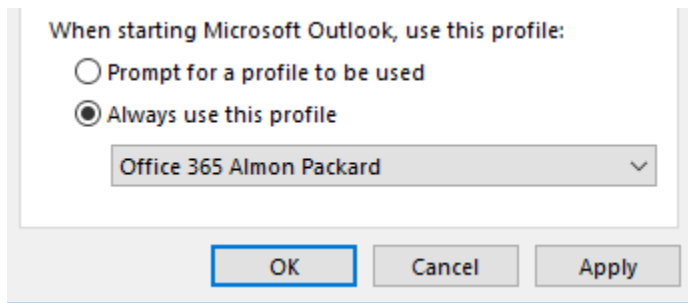 When starting Microsoft Outlook, use this profile:
Prompt for a profile to be used
Always use this profile
Office 365 Almon Packard
OK Cancel Apply